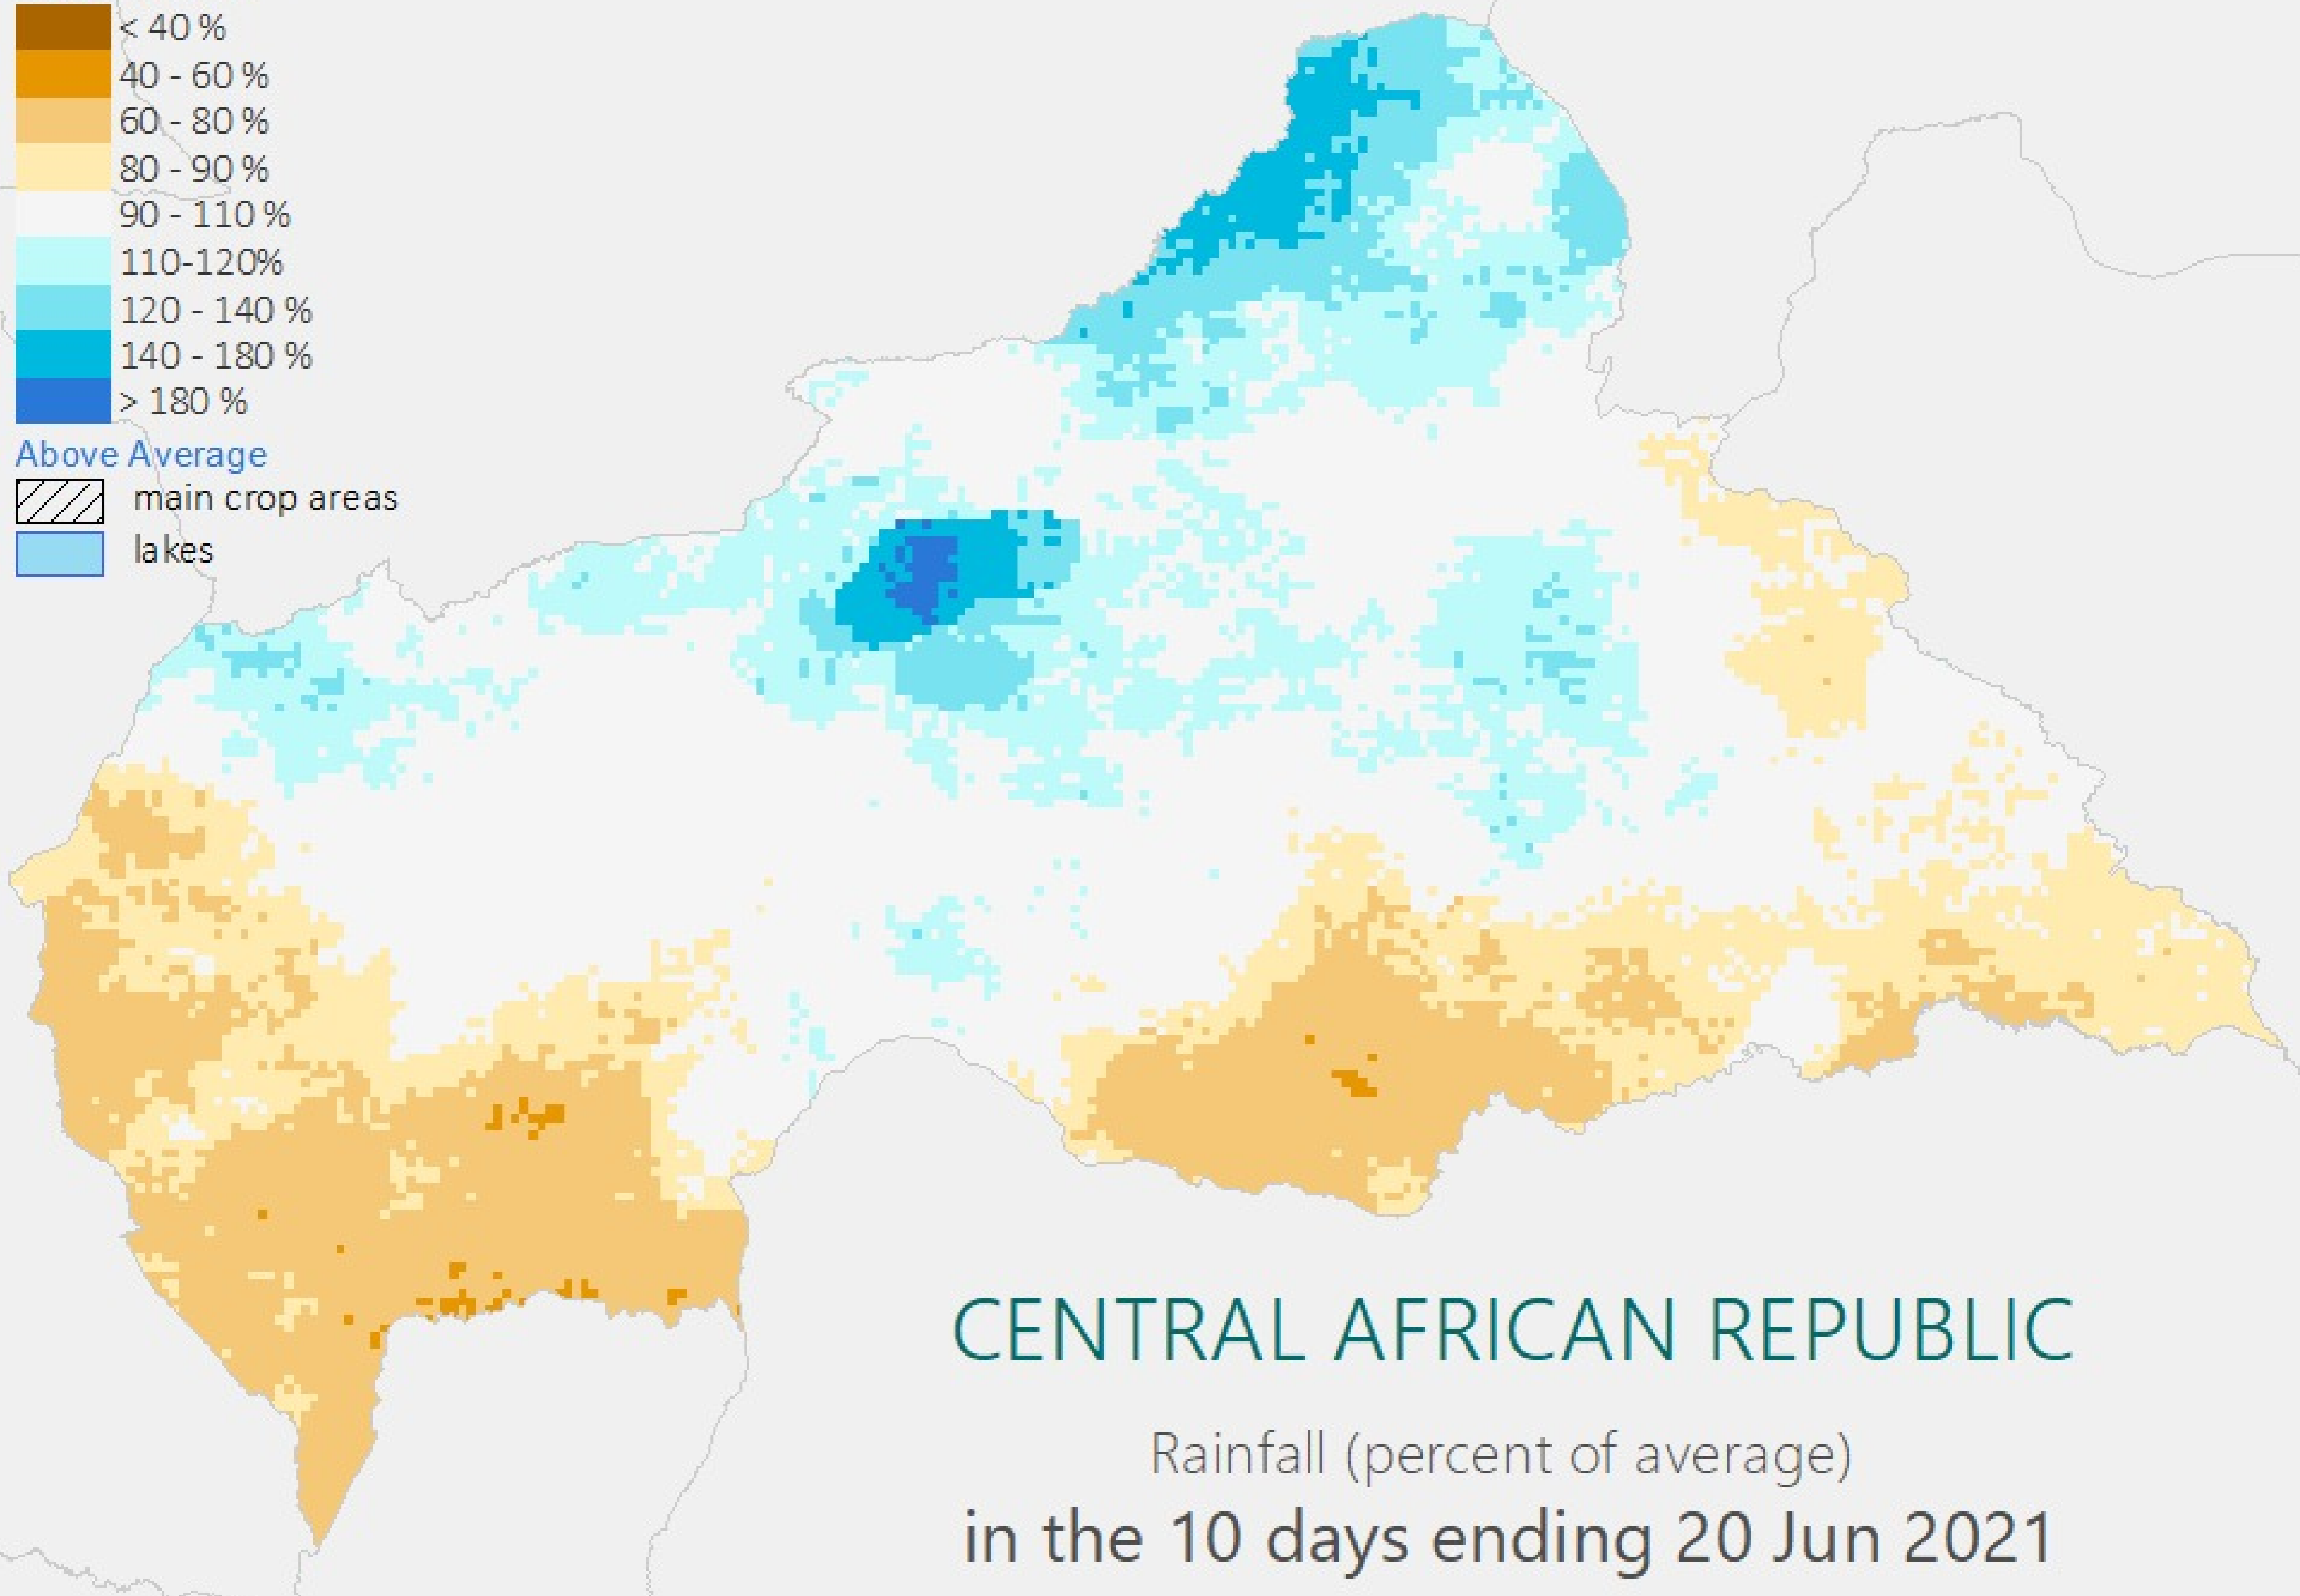 < 40 %
40 - 60 %
60 - 80 %
80 - 90 %
90 - 110 %
110-120%
120 - 140 %
140 - 180 %
> 180 %
Above Average
main crop areas
lakes
CENTRAL AFRICAN REPUBLIC
Rainfall (percent of average)
in the 10 days ending 20 Jun 2021